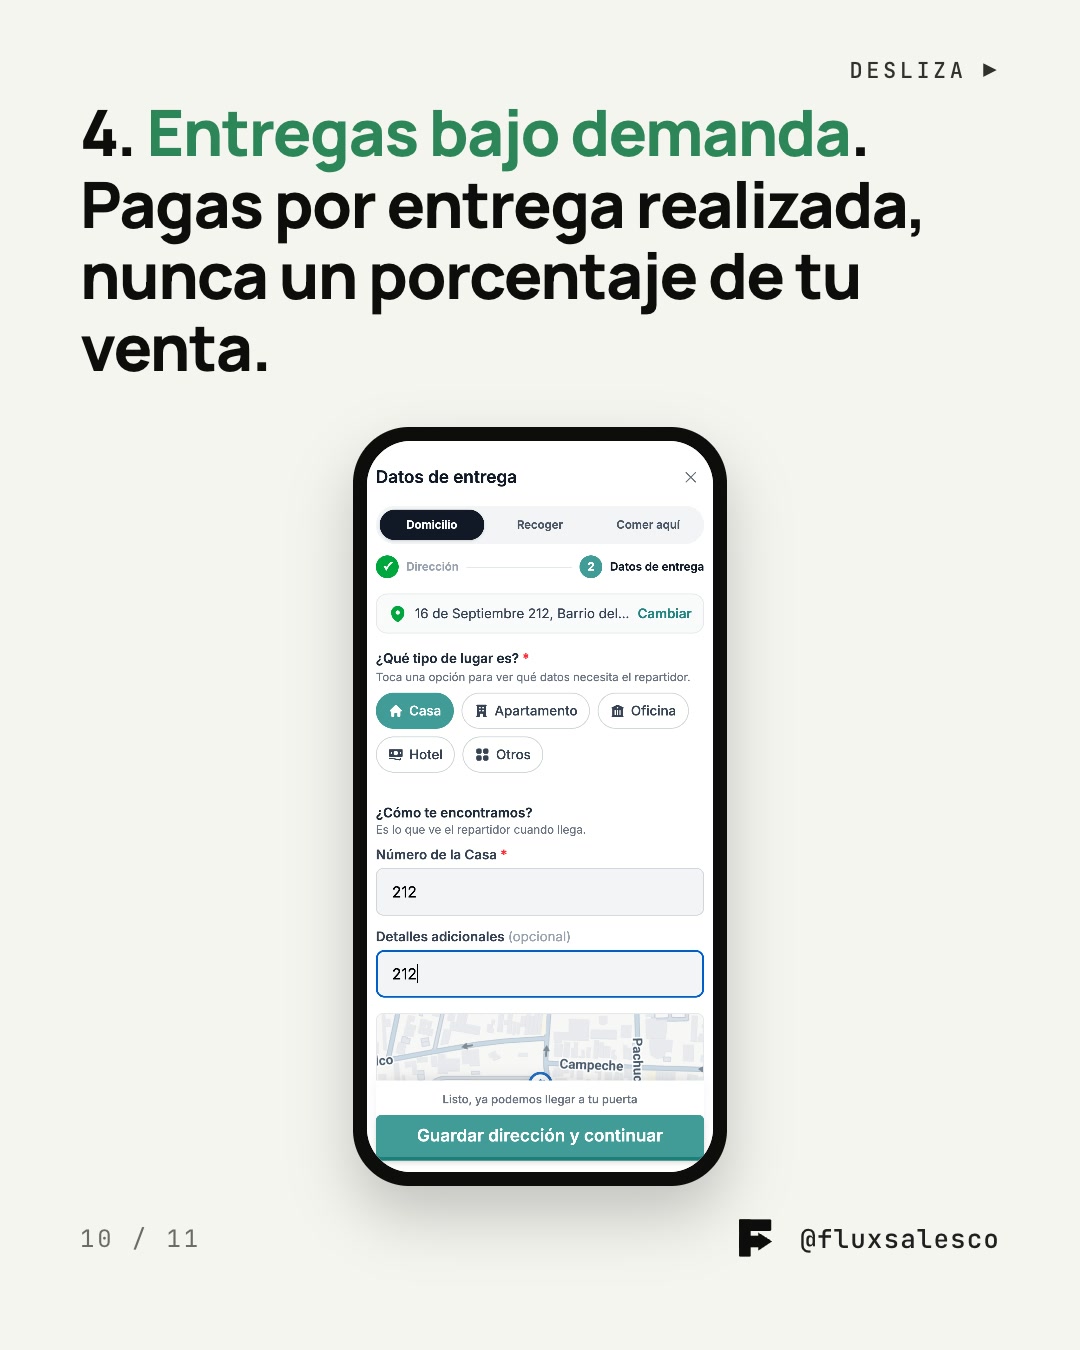 DESLIZA ►
4. Entregas bajo demanda.
Pagas por entrega realizada,
nunca un porcentaje de tu
venta.
Datos de entrega
Domicilio Recoger Comer aquí
Dirección 2 Datos de entrega
16 de Septiembre 212, Barrio del... Cambiar
¿Qué tipo de lugar es? *
Toca una opción para ver qué datos necesita el repartidor.
Casa Apartamento Oficina
Hotel Otros
¿Cómo te encontramos?
Es lo que ve el repartidor cuando llega.
Número de la Casa *
212
Detalles adicionales (opcional)
212
ico Campeche Pachuc
Listo, ya podemos llegar a tu puerta
Guardar dirección y continuar
10 / 11
@fluxsalesco